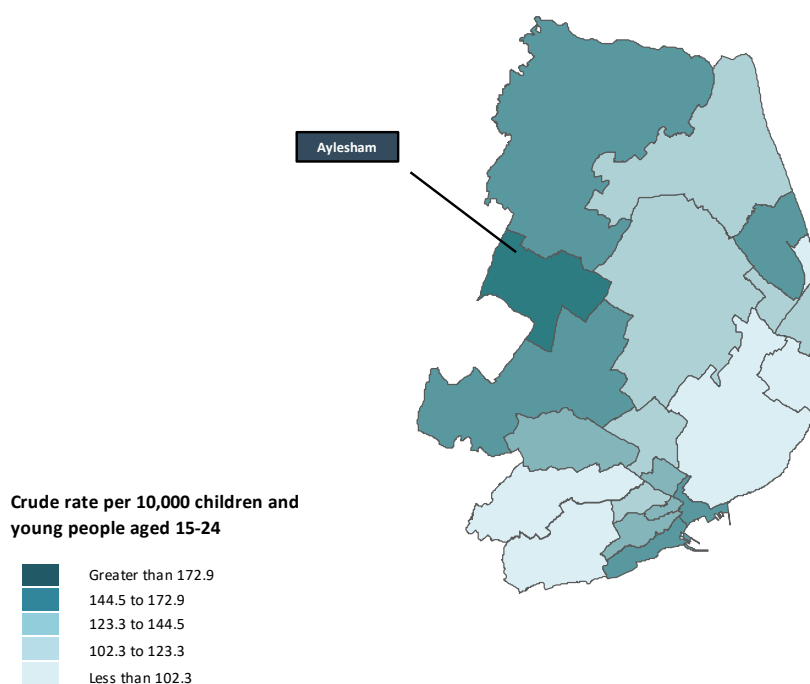 Aylesham
Crude rate per 10,000 children and
young people aged 15-24
Greater than 172.9
144.5 to 172.9
123.3 to 144.5
102.3 to 123.3
Less than 102.3